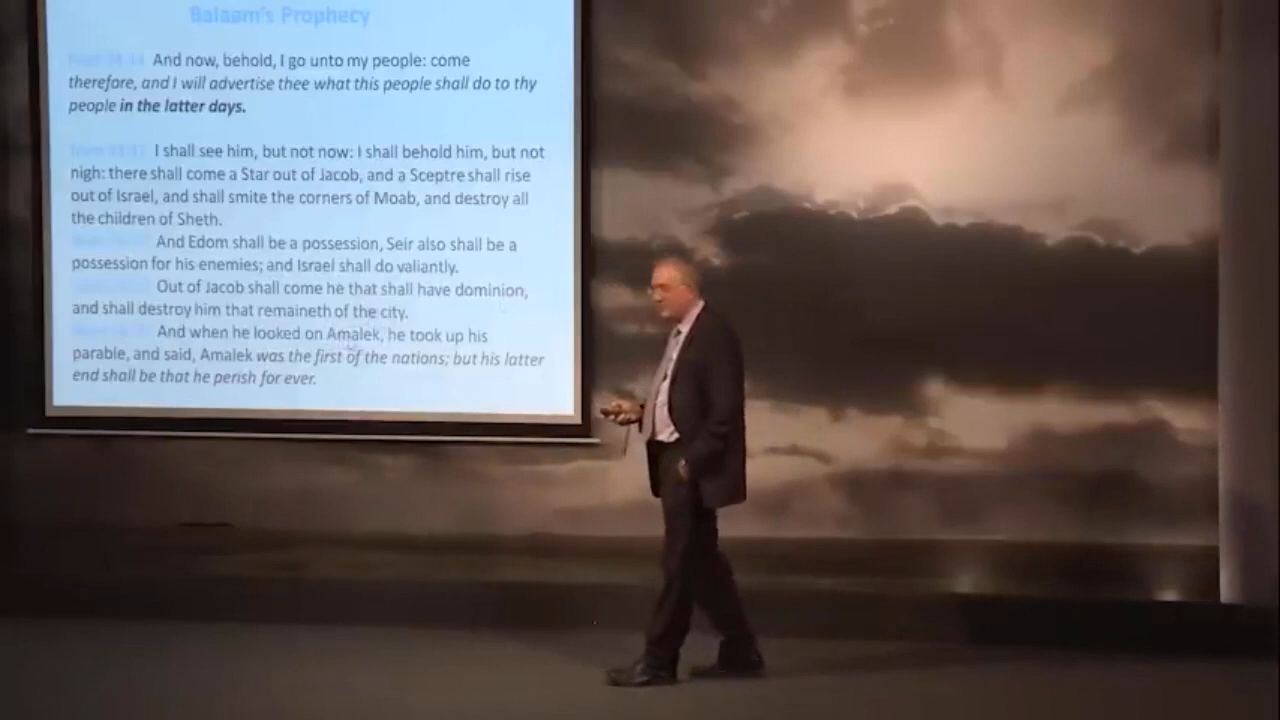 Balaam's Prophecy
And now, behold, I go unto my people: come
therefore, and I will advertise thee what this people shall do to thy
people in the latter days.
I shall see him, but not now: I shall behold him, but not
nigh: there shall come a Star out of Jacob, and a Sceptre shall rise
out of Israel, and shall smite the corners of Moab, and destroy all
the children of Sheth.
And Edom shall be a possession, Seir also shall be a
possession for his enemies; and Israel shall do valiantly.
Out of Jacob shall come he that shall have dominion,
and shall destroy him that remaineth of the city.
And when he looked on Amalek, he took up his
parable, and said, Amalek was the first of the nations; but his latter
end shall be that he perish for ever.